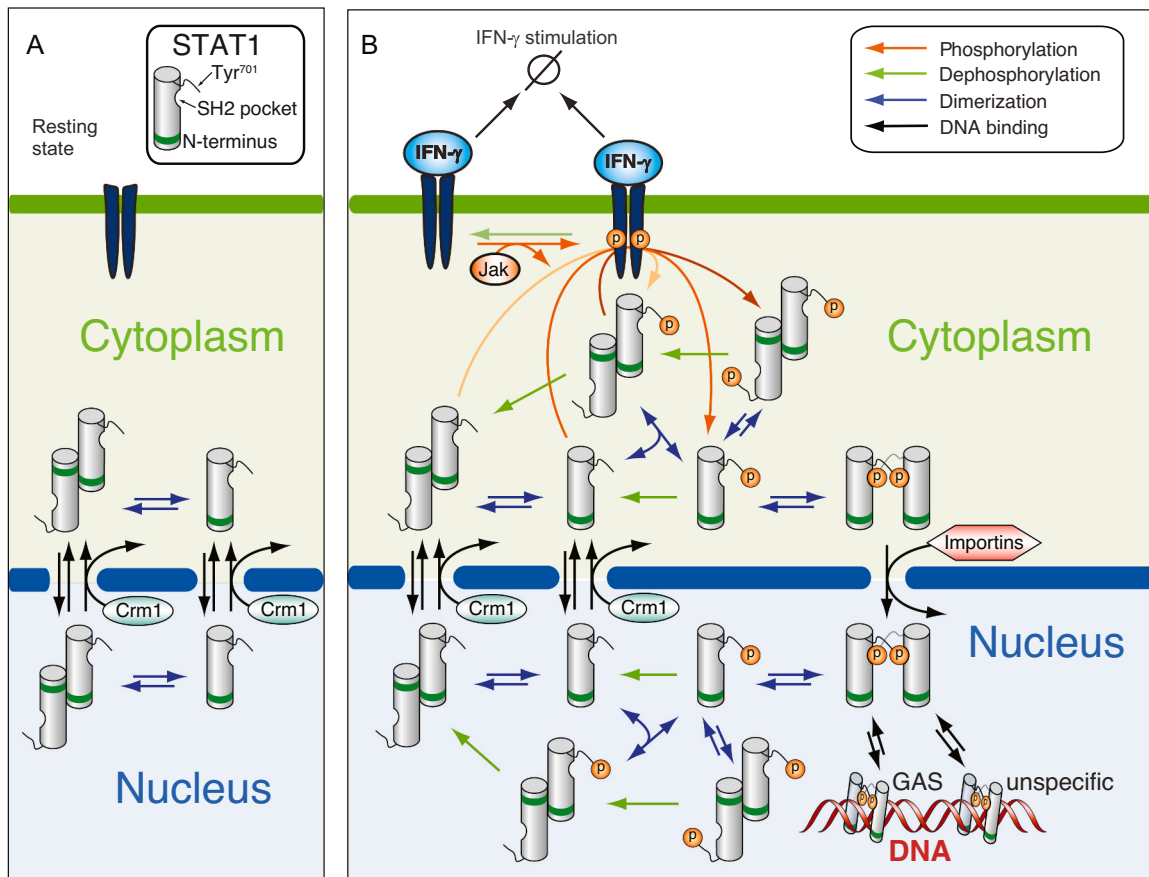 A
STAT1
Tyr701
SH2 pocket
N-terminus
Resting
state
Cytoplasm
Crm1
Crm1
Nucleus
B
IFN-γ stimulation
Phosphorylation
Dephosphorylation
Dimerization
DNA binding
IFN-γ
IFN-γ
p
p
Jak
p
p
p
Cytoplasm
p
p
p
Importins
Crm1
Crm1
p
p
p
Nucleus
p
p
p
GAS
unspecific
p
p
p
p
DNA